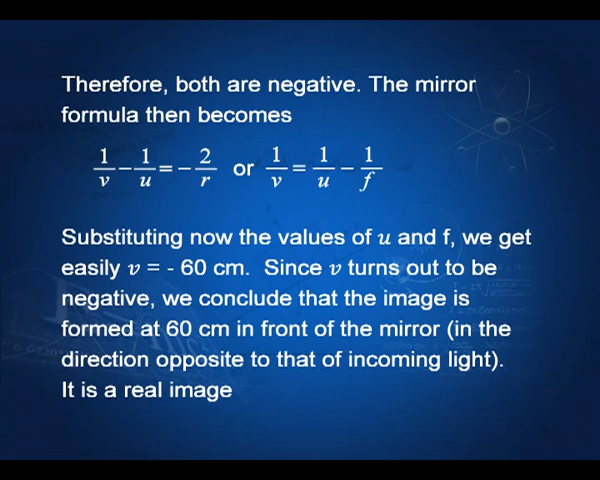 Therefore, both are negative. The mirror
formula then becomes
1/v - 1/u = - 2/r or 1/v = 1/u - 1/f
Substituting now the values of u and f, we get
easily v = - 60 cm. Since v turns out to be
negative, we conclude that the image is
formed at 60 cm in front of the mirror (in the
direction opposite to that of incoming light).
It is a real image